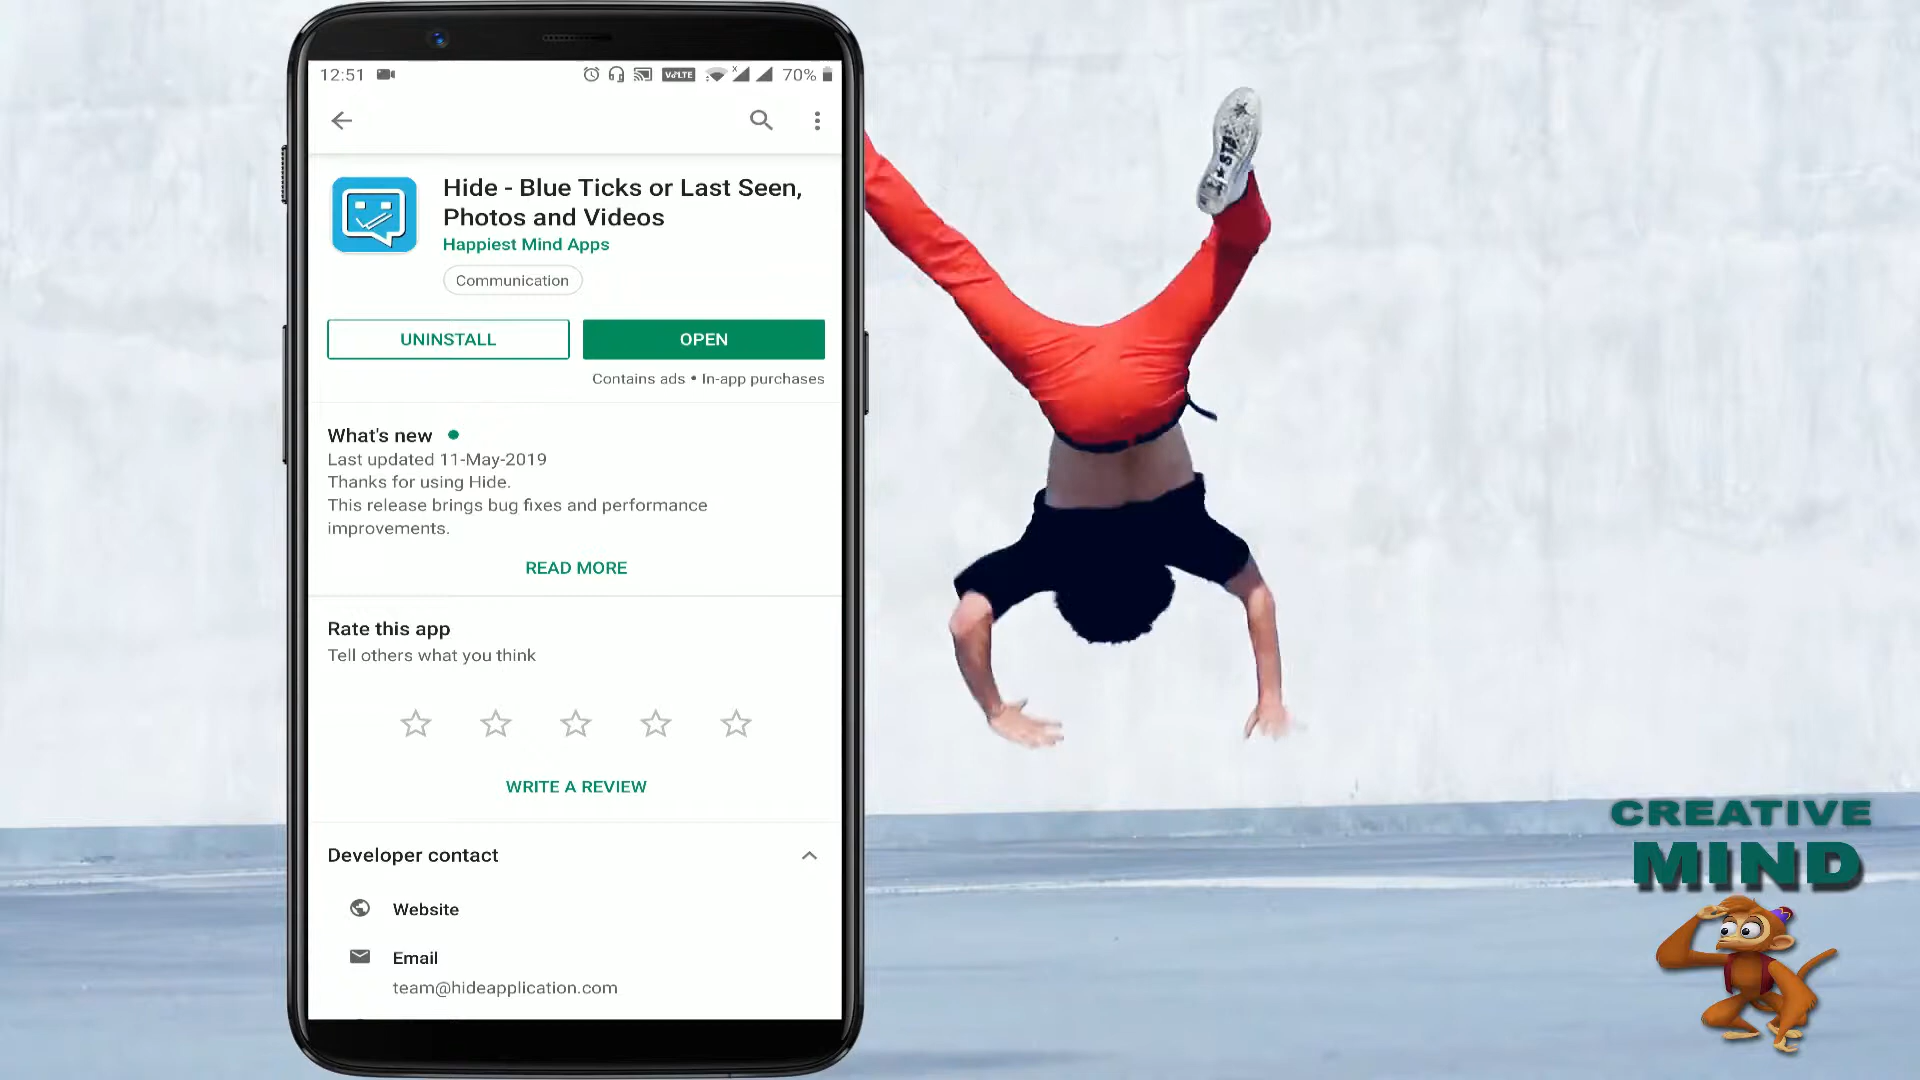 12:51
VoLTE
70%
Hide - Blue Ticks or Last Seen,
Photos and Videos
Happiest Mind Apps
Communication
UNINSTALL
OPEN
Contains ads • In-app purchases
What's new
Last updated 11-May-2019
Thanks for using Hide.
This release brings bug fixes and performance
improvements.
READ MORE
Rate this app
Tell others what you think
WRITE A REVIEW
Developer contact
Website
Email
team@hideapplication.com
CREATIVE
MIND